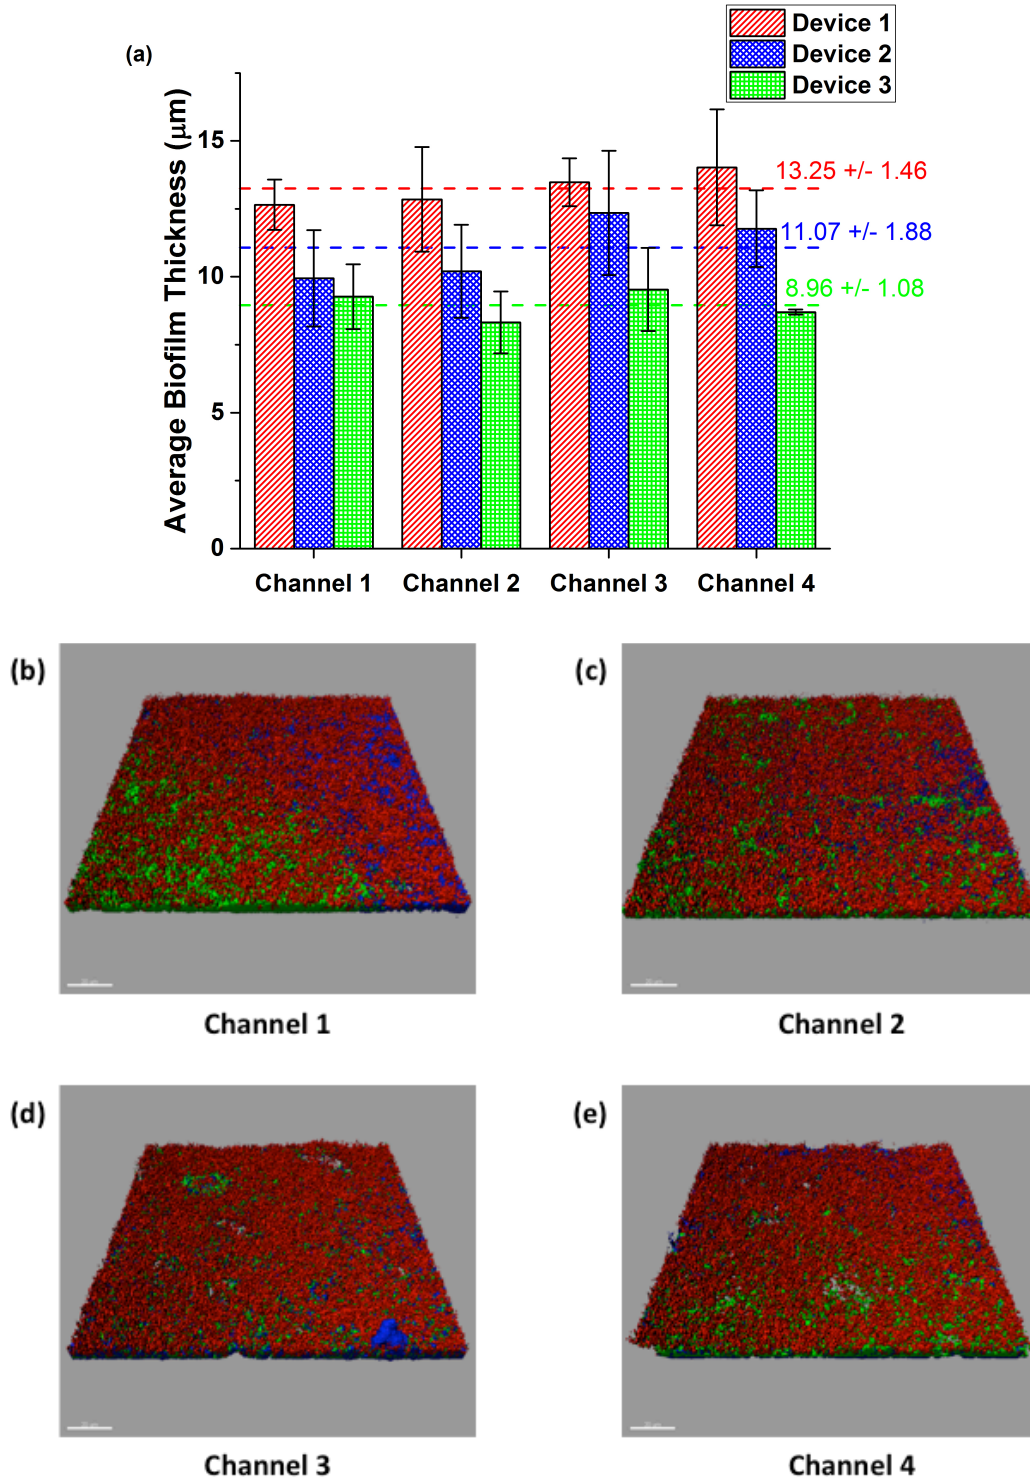 (a)
Device 1
Device 2
Device 3
Average Biofilm Thickness (μm)
15
10
5
0
13.25 +/- 1.46
11.07 +/- 1.88
8.96 +/- 1.08
Channel 1 Channel 2 Channel 3 Channel 4
(b)
(c)
Channel 1
Channel 2
(d)
(e)
Channel 3
Channel 4